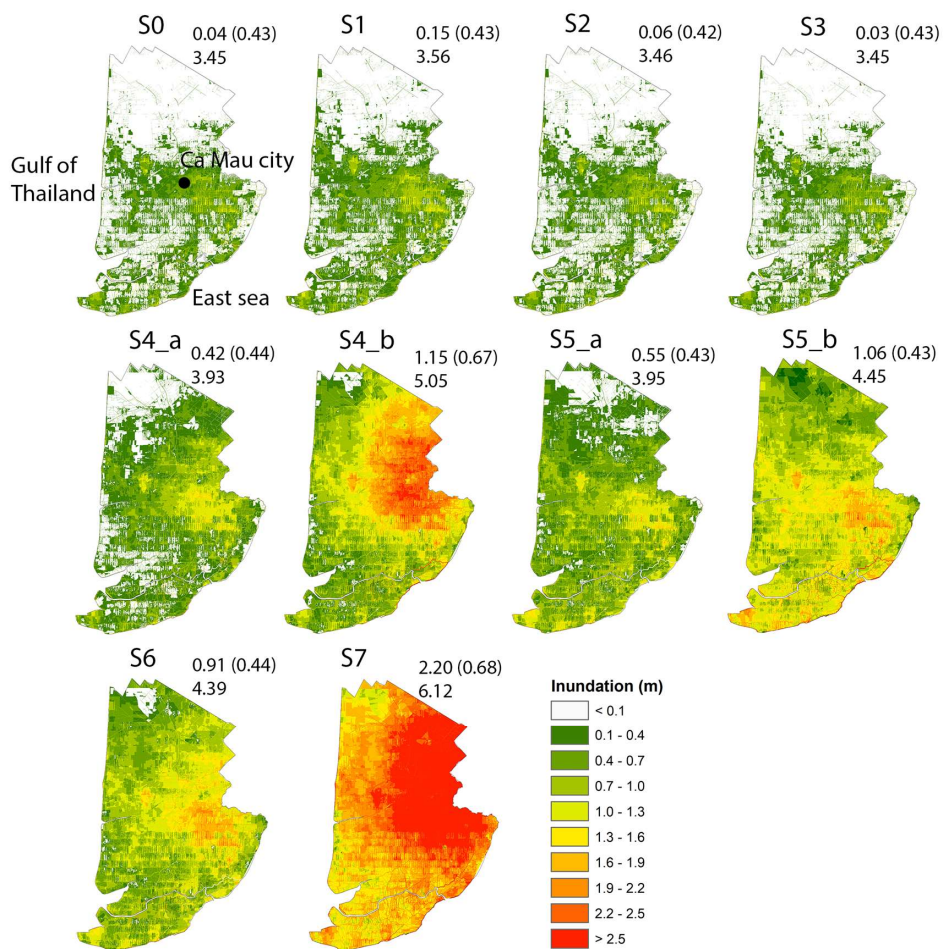 S0
0.04 (0.43)
3.45
S1
0.15 (0.43)
3.56
S2
0.06 (0.42)
3.46
S3
0.03 (0.43)
3.45
Gulf of
Thailand
Ca Mau city
East sea
S4_a
0.42 (0.44)
3.93
S4_b
1.15 (0.67)
5.05
S5_a
0.55 (0.43)
3.95
S5_b
1.06 (0.43)
4.45
S6
0.91 (0.44)
4.39
S7
2.20 (0.68)
6.12
Inundation (m)
< 0.1
0.1 - 0.4
0.4 - 0.7
0.7 - 1.0
1.0 - 1.3
1.3 - 1.6
1.6 - 1.9
1.9 - 2.2
2.2 - 2.5
> 2.5